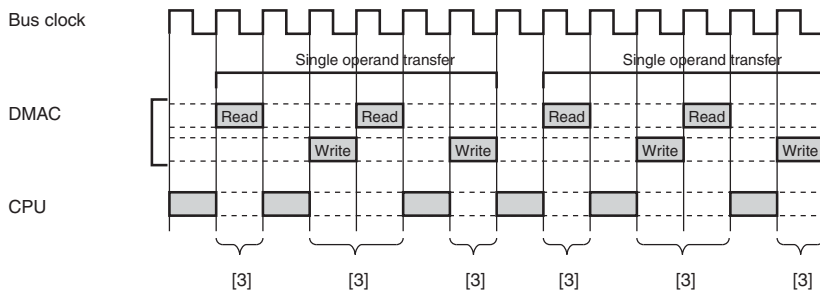 Bus clock
Single operand transfer Single operand transfer
DMAC Read Read Read Read
Write Write Write Write
CPU
[3] [3] [3] [3] [3] [3]